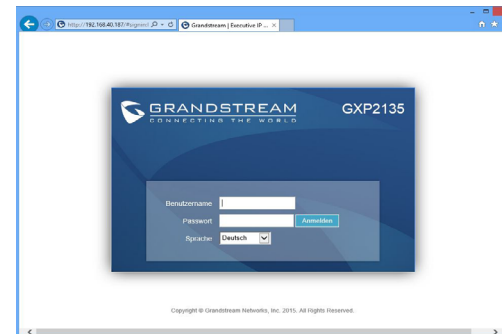 http://192.168.40.187/#signin:l
Grandstream | Executive IP ...
GRANDSTREAM
CONNECTING THE WORLD
GXP2135
Benutzername
Passwort
Anmelden
Sprache
Deutsch
Copyright © Grandstream Networks, Inc. 2015. All Rights Reserved.